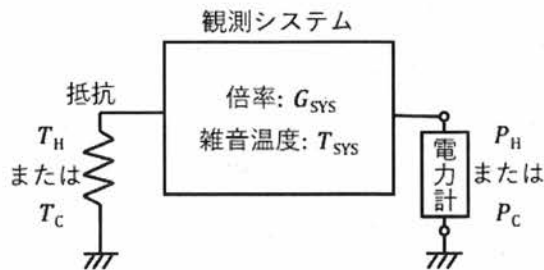 観測システム
倍率: G_SYS
雑音温度: T_SYS
抵抗
T_H
または
T_C
電力計
P_H
または
P_C